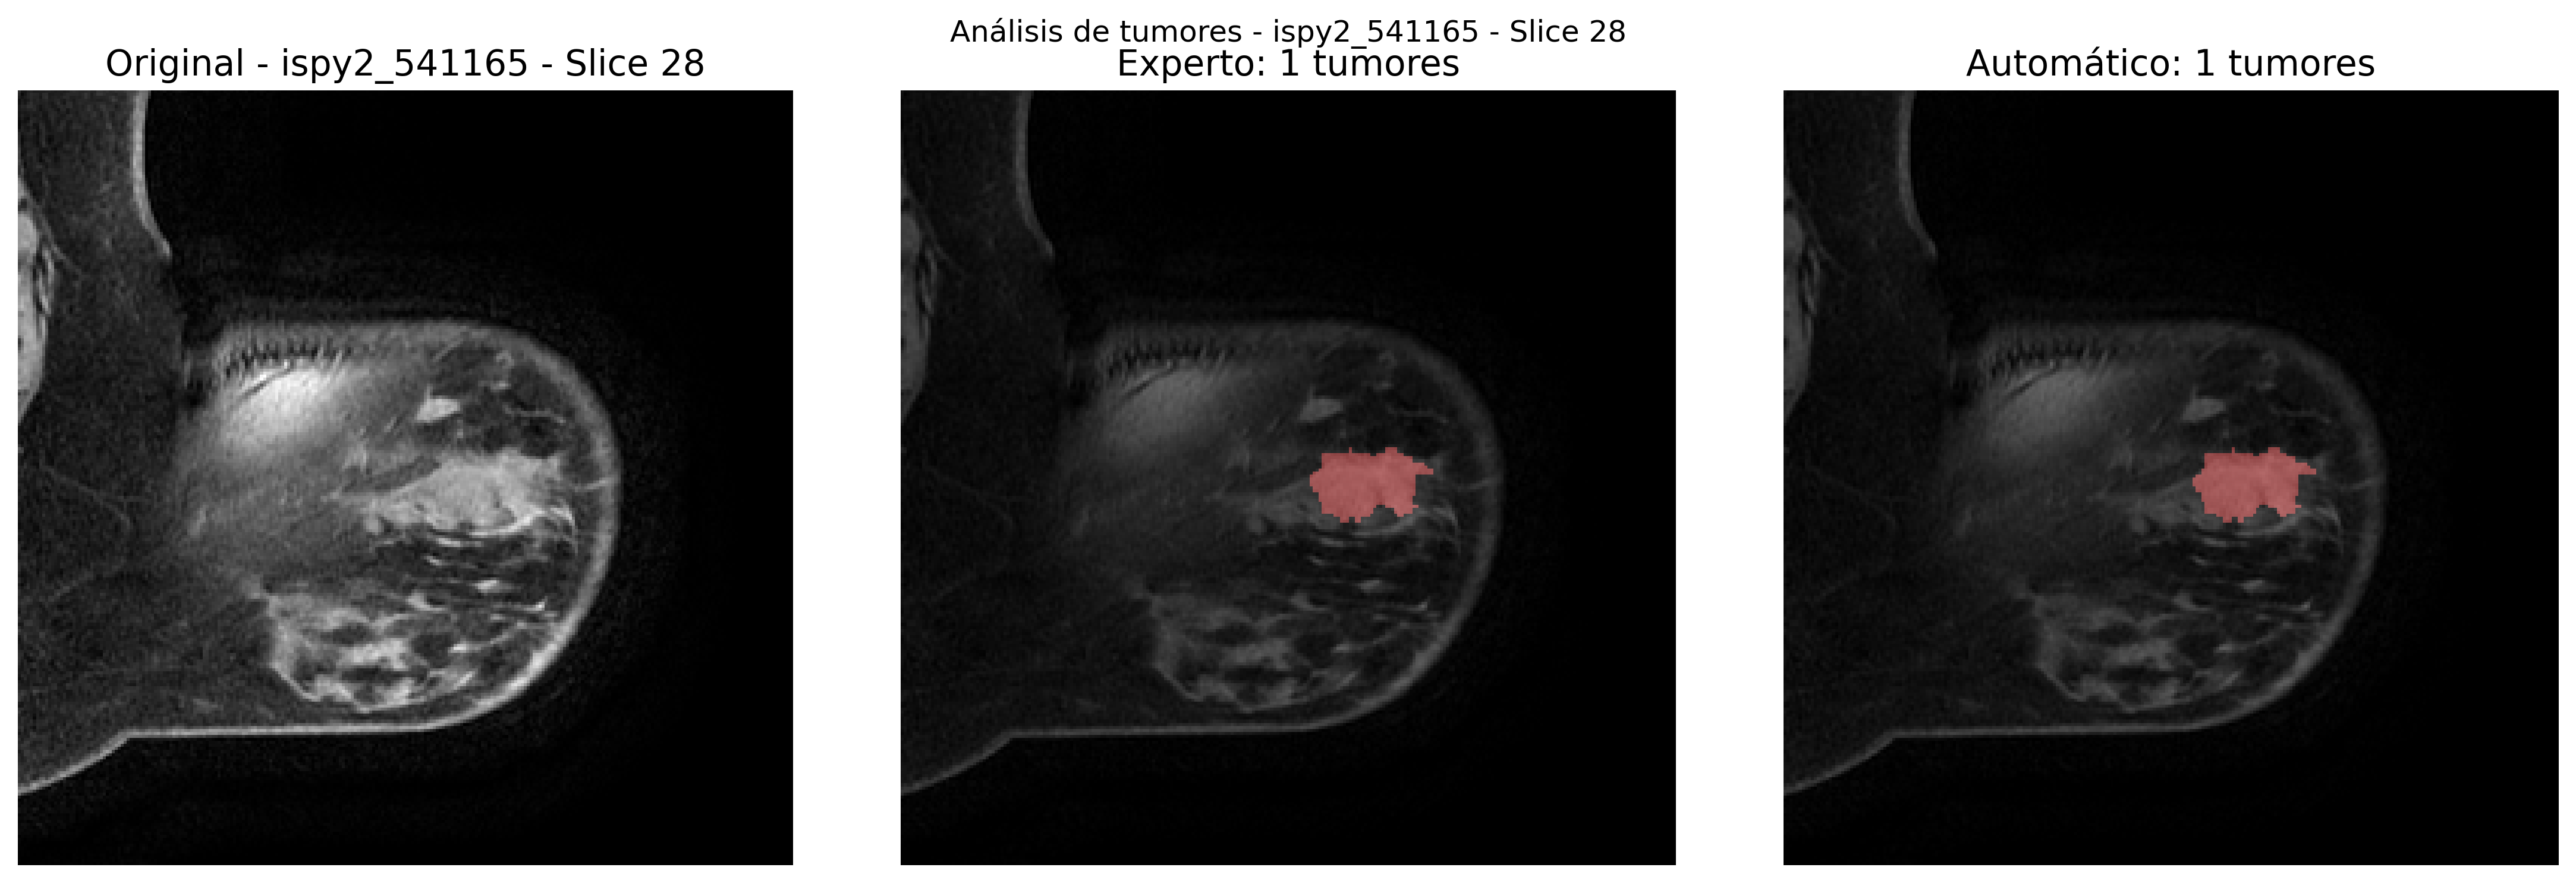 Análisis de tumores - ispy2_541165 - Slice 28
Original - ispy2_541165 - Slice 28
Experto: 1 tumores
Automático: 1 tumores